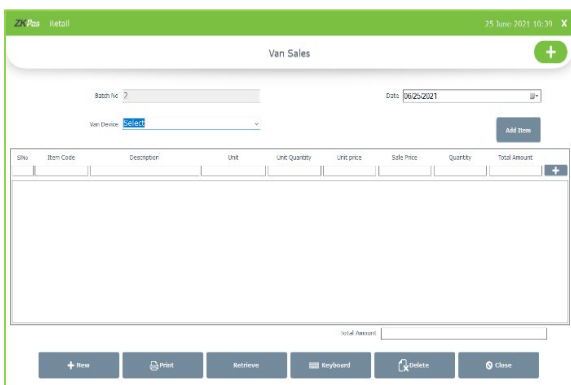 ZKPos Retail 25 June 2021 10:39 X
Van Sales
Batch No 2 Date 06/25/2021
Van Device Select
Add Item
SlNo Item Code Description Unit Unit Quantity Unit price Sale Price Quantity Total Amount
Total Amount
New Print Retrieve Keyboard Delete Close